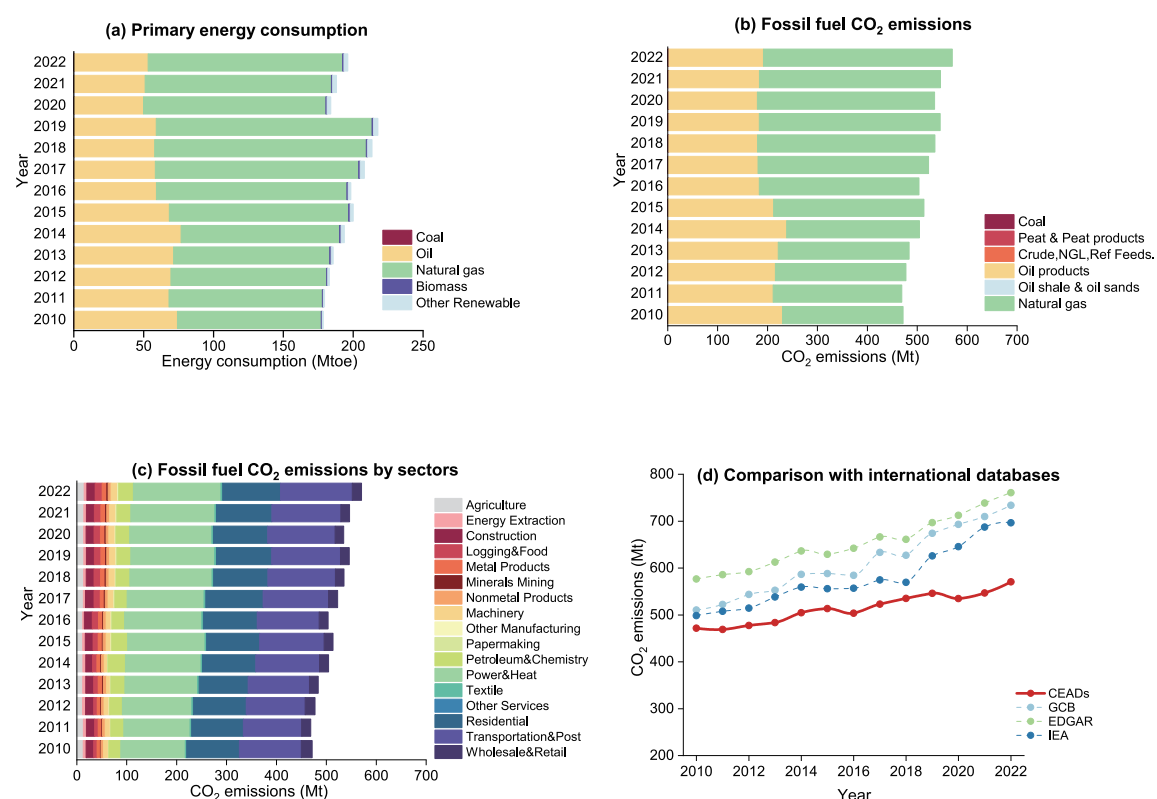 (a) Primary energy consumption
Year
2022
2021
2020
2019
2018
2017
2016
2015
2014
2013
2012
2011
2010
0 50 100 150 200 250
Energy consumption (Mtoe)
Coal
Oil
Natural gas
Biomass
Other Renewable
(b) Fossil fuel CO₂ emissions
Year
2022
2021
2020
2019
2018
2017
2016
2015
2014
2013
2012
2011
2010
0 100 200 300 400 500 600 700
CO₂ emissions (Mt)
Coal
Peat & Peat products
Crude,NGL,Ref Feeds.
Oil products
Oil shale & oil sands
Natural gas
(c) Fossil fuel CO₂ emissions by sectors
Year
2022
2021
2020
2019
2018
2017
2016
2015
2014
2013
2012
2011
2010
0 100 200 300 400 500 600 700
CO₂ emissions (Mt)
Agriculture
Energy Extraction
Construction
Logging&Food
Metal Products
Minerals Mining
Nonmetal Products
Machinery
Other Manufacturing
Papermaking
Petroleum&Chemistry
Power&Heat
Textile
Other Services
Residential
Transportation&Post
Wholesale&Retail
(d) Comparison with international databases
CO₂ emissions (Mt)
800
700
600
500
400
300
200
2010 2012 2014 2016 2018 2020 2022
Year
CEADs
GCB
EDGAR
IEA